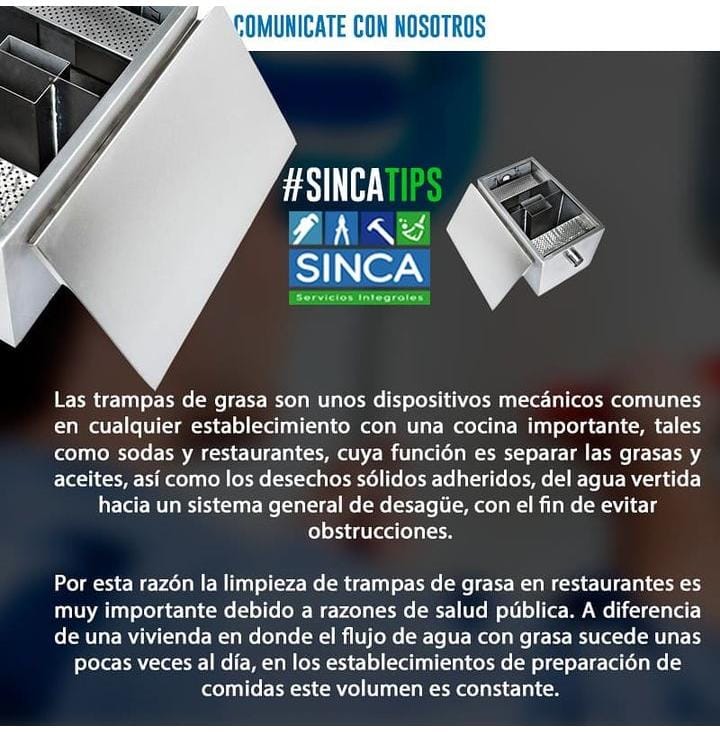 COMUNICATE CON NOSOTROS
#SINCATIPS
SINCA
Servicios Integrales
Las trampas de grasa son unos dispositivos mecánicos comunes
en cualquier establecimiento con una cocina importante, tales
como sodas y restaurantes, cuya función es separar las grasas y
aceites, así como los desechos sólidos adheridos, del agua vertida
hacia un sistema general de desagüe, con el fin de evitar
obstrucciones.
Por esta razón la limpieza de trampas de grasa en restaurantes es
muy importante debido a razones de salud pública. A diferencia
de una vivienda en donde el flujo de agua con grasa sucede unas
pocas veces al día, en los establecimientos de preparación de
comidas este volumen es constante.